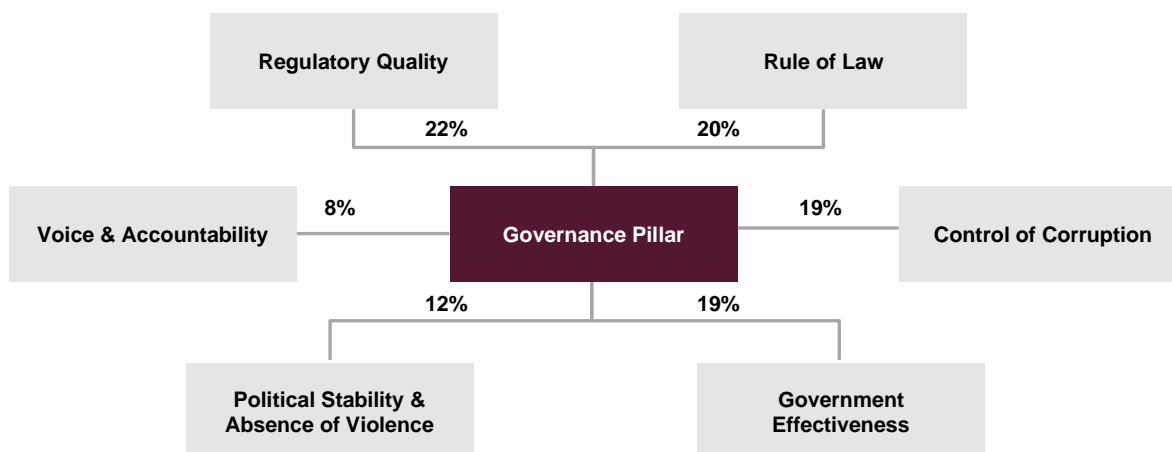 Regulatory Quality
Rule of Law
22%
20%
Voice & Accountability
8%
Governance Pillar
19%
Control of Corruption
12%
19%
Political Stability &
Absence of Violence
Government
Effectiveness